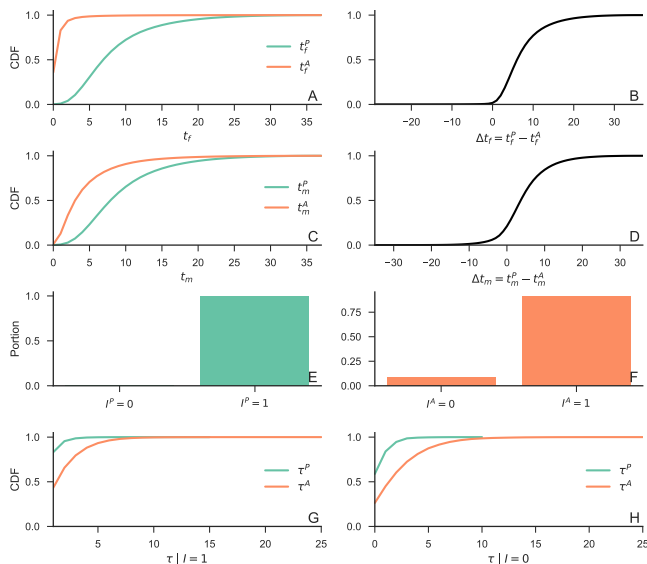 CDF
1.0
0.5
0.0
0 5 10 15 20 25 30 35
t_f
t_f^P
t_f^A
A
1.0
0.5
0.0
−20 −10 0 10 20 30
Δt_f = t_f^P − t_f^A
B
CDF
1.0
0.5
0.0
0 5 10 15 20 25 30 35
t_m
t_m^P
t_m^A
C
1.0
0.5
0.0
−30 −20 −10 0 10 20 30
Δt_m = t_m^P − t_m^A
D
Portion
1.0
0.5
0.0
I^P = 0 I^P = 1
E
0.75
0.50
0.25
0.00
I^A = 0 I^A = 1
F
CDF
1.0
0.5
0.0
5 10 15 20 25
τ | I = 1
τ^P
τ^A
G
1.0
0.5
0.0
0 5 10 15 20 25
τ | I = 0
τ^P
τ^A
H